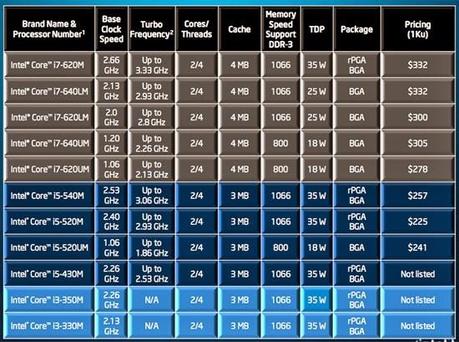 Brand Name & Processor Number¹ Base Clock Speed Turbo Frequency² Cores/Threads Cache Memory Speed Support DDR-3 TDP Package Pricing (1Ku)
Intel® Core™ i7-620M 2.66 GHz Up to 3.33 GHz 2/4 4 MB 1066 35 W rPGA BGA $332
Intel® Core™ i7-640LM 2.13 GHz Up to 2.93 GHz 2/4 4 MB 1066 25 W BGA $332
Intel® Core™ i7-620LM 2.0 GHz Up to 2.8 GHz 2/4 4 MB 1066 25 W BGA $300
Intel® Core™ i7-640UM 1.20 GHz Up to 2.26 GHz 2/4 4 MB 800 18 W BGA $305
Intel® Core™ i7-620UM 1.06 GHz Up to 2.13 GHz 2/4 4 MB 800 18 W BGA $278
Intel® Core™ i5-540M 2.53 GHz Up to 3.06 GHz 2/4 3 MB 1066 35 W rPGA BGA $257
Intel® Core™ i5-520M 2.40 GHz Up to 2.93 GHz 2/4 3 MB 1066 35 W rPGA BGA $225
Intel® Core™ i5-520UM 1.06 GHz Up to 1.86 GHz 2/4 3 MB 800 18 W BGA $241
Intel® Core™ i5-430M 2.26 GHz Up to 2.53 GHz 2/4 3 MB 1066 35 W rPGA BGA Not listed
Intel® Core™ i3-350M 2.26 GHz N/A 2/4 3 MB 1066 35 W rPGA BGA Not listed
Intel® Core™ i3-330M 2.13 GHz N/A 2/4 3 MB 1066 35 W rPGA BGA Not listed